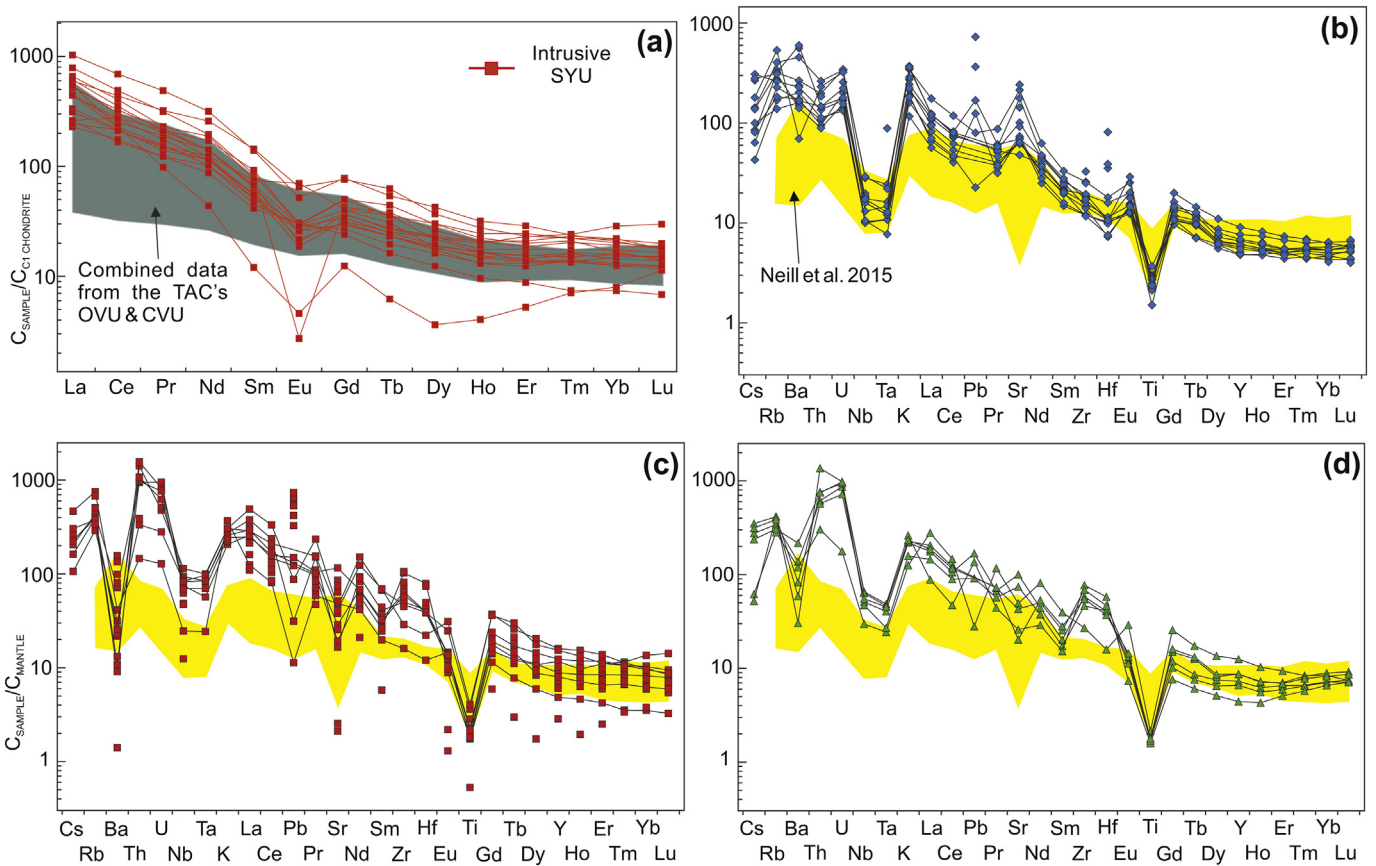 (a)
1000
100
10
Intrusive
SYU
Combined data
from the TAC's
OVU & CVU
C SAMPLE/C C1 CHONDRITE
La Ce Pr Nd Sm Eu Gd Tb Dy Ho Er Tm Yb Lu
(b)
1000
100
10
1
Neill et al. 2015
Cs Ba U Ta La Pb Sr Sm Hf Ti Tb Y Er Yb
Rb Th Nb K Ce Pr Nd Zr Eu Gd Dy Ho Tm Lu
(c)
1000
100
10
1
C SAMPLE/C MANTLE
Cs Ba U Ta La Pb Sr Sm Hf Ti Tb Y Er Yb
Rb Th Nb K Ce Pr Nd Zr Eu Gd Dy Ho Tm Lu
(d)
1000
100
10
1
Cs Ba U Ta La Pb Sr Sm Hf Ti Tb Y Er Yb
Rb Th Nb K Ce Pr Nd Zr Eu Gd Dy Ho Tm Lu